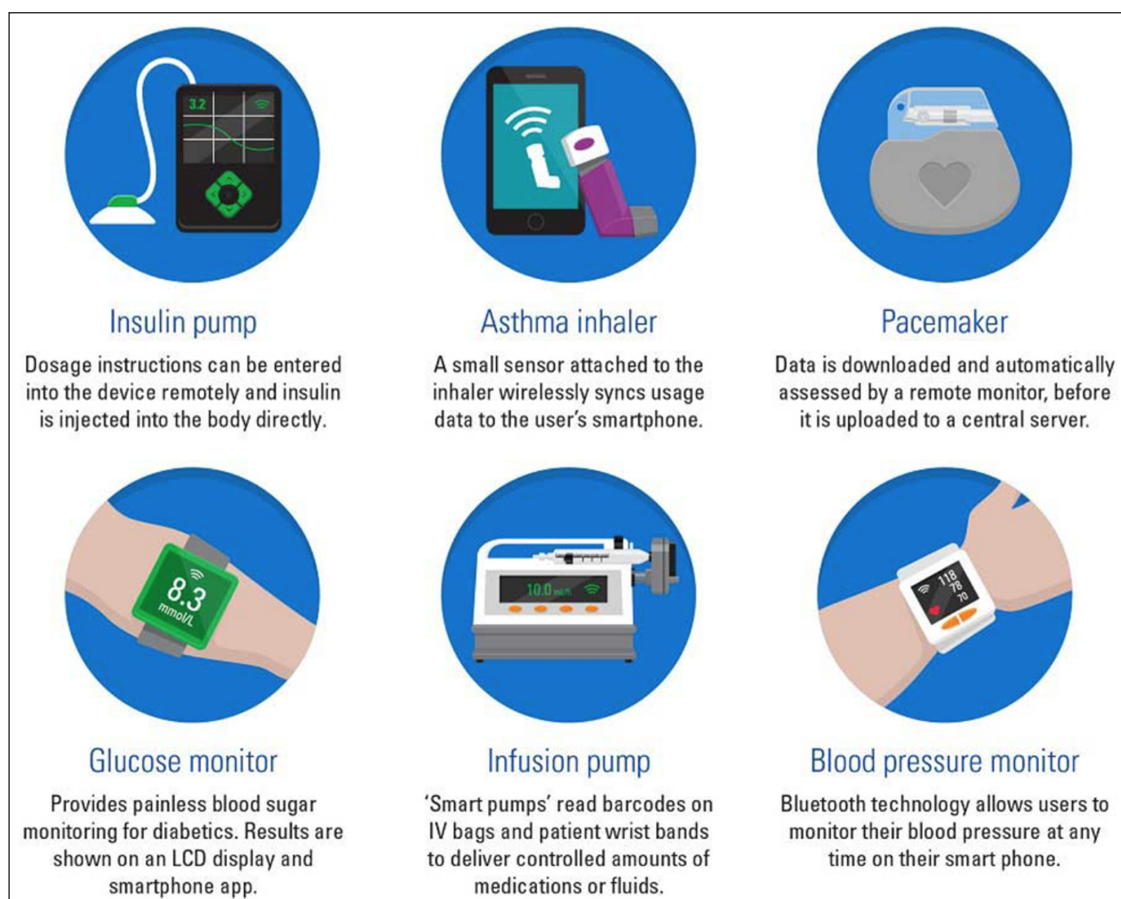 3.2
Insulin pump
Dosage instructions can be entered
into the device remotely and insulin
is injected into the body directly.
Asthma inhaler
A small sensor attached to the
inhaler wirelessly syncs usage
data to the user's smartphone.
Pacemaker
Data is downloaded and automatically
assessed by a remote monitor, before
it is uploaded to a central server.
8.3
mmol/L
Glucose monitor
Provides painless blood sugar
monitoring for diabetics. Results are
shown on an LCD display and
smartphone app.
10.0
Infusion pump
‘Smart pumps’ read barcodes on
IV bags and patient wrist bands
to deliver controlled amounts of
medications or fluids.
118
78
70
Blood pressure monitor
Bluetooth technology allows users to
monitor their blood pressure at any
time on their smart phone.